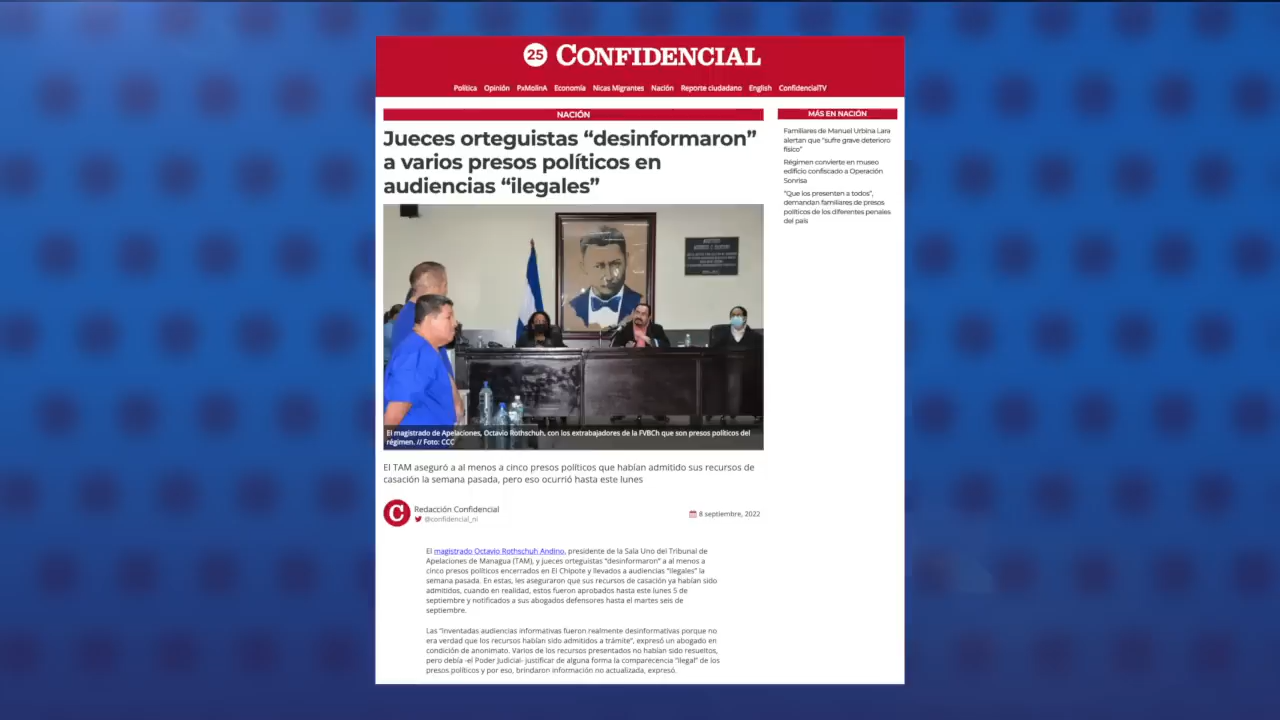 25 CONFIDENCIAL
Política Opinión PxMolinA Economía Nicas Migrantes Nación Reporte ciudadano English ConfidencialTV
NACIÓN
Jueces orteguistas “desinformaron”
a varios presos políticos en
audiencias “ilegales”
El magistrado de Apelaciones, Octavio Rothschuh, con los extrabajadores de la FVBCh que son presos políticos del
régimen. // Foto: CCC
El TAM aseguró a al menos a cinco presos políticos que habían admitido sus recursos de
casación la semana pasada, pero eso ocurrió hasta este lunes
C Redacción Confidencial
@confidencial_ni
8 septiembre, 2022
El magistrado Octavio Rothschuh Andino, presidente de la Sala Uno del Tribunal de
Apelaciones de Managua (TAM), y jueces orteguistas “desinformaron” a al menos a
cinco presos políticos encerrados en El Chipote y llevados a audiencias “ilegales” la
semana pasada. En estas, les aseguraron que sus recursos de casación ya habían sido
admitidos, cuando en realidad, estos fueron aprobados hasta este lunes 5 de
septiembre y notificados a sus abogados defensores hasta el martes seis de
septiembre.
Las “inventadas audiencias informativas fueron realmente desinformativas porque no
era verdad que los recursos habían sido admitidos a trámite”, expresó un abogado en
condición de anonimato. Varios de los recursos presentados no habían sido resueltos,
pero debía -el Poder Judicial- justificar de alguna forma la comparecencia “ilegal” de los
presos políticos y por eso, brindaron información no actualizada, expresó.
MÁS EN NACIÓN
Familiares de Manuel Urbina Lara
alertan que “sufre grave deterioro
físico”
Régimen convierte en museo
edificio confiscado a Operación
Sonrisa
“Que los presenten a todos”,
demandan familiares de presos
políticos de los diferentes penales
del país